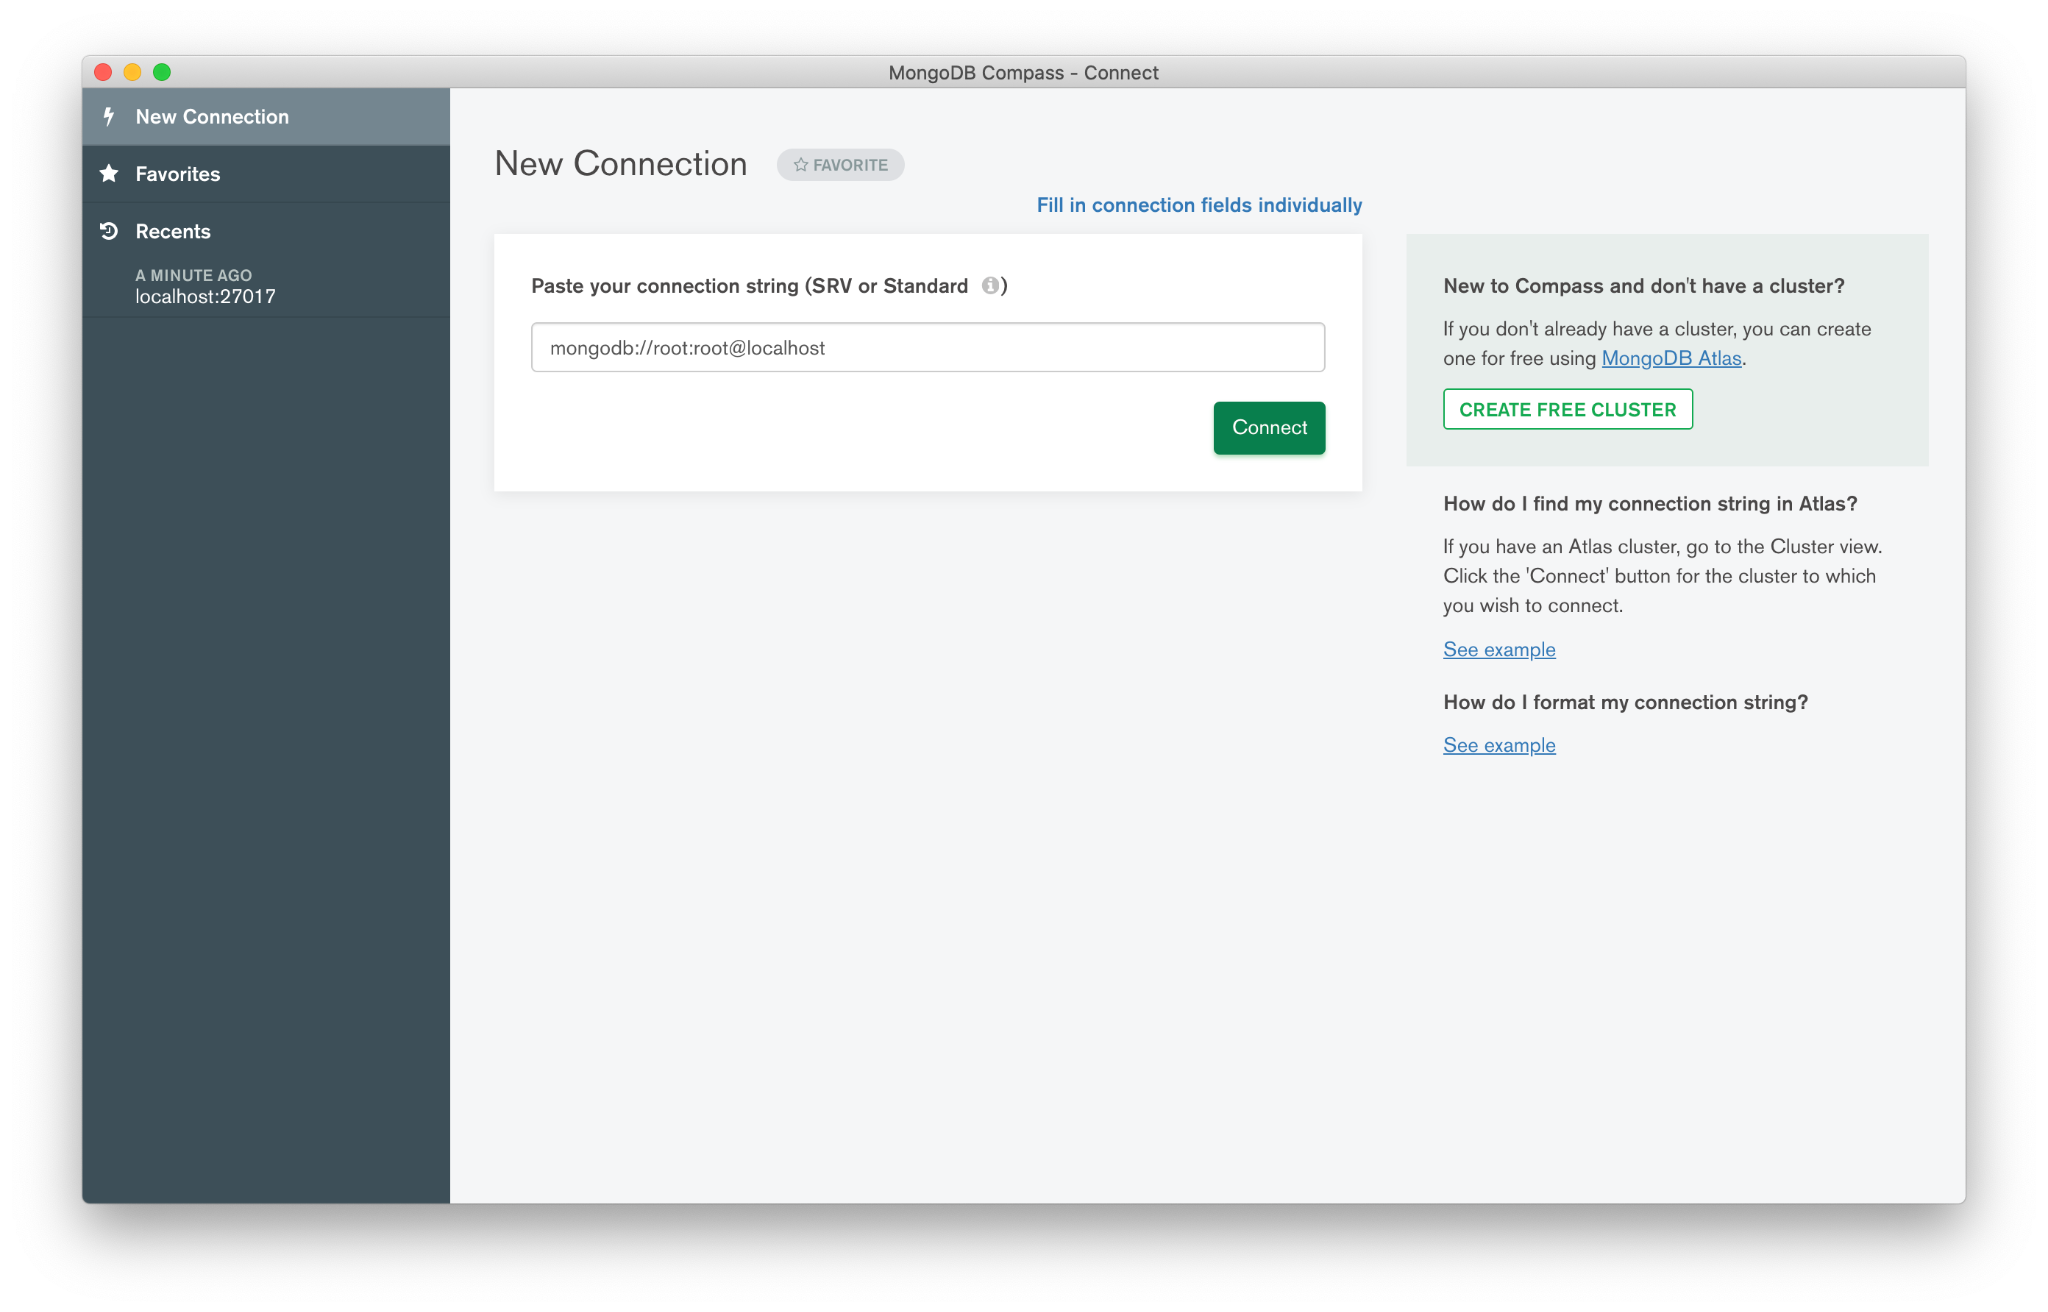 MongoDB Compass - Connect
New Connection
Favorites
Recents
A MINUTE AGO
localhost:27017
New Connection
FAVORITE
Fill in connection fields individually
Paste your connection string (SRV or Standard )
mongodb://root:root@localhost
Connect
New to Compass and don't have a cluster?
If you don't already have a cluster, you can create
one for free using MongoDB Atlas.
CREATE FREE CLUSTER
How do I find my connection string in Atlas?
If you have an Atlas cluster, go to the Cluster view.
Click the 'Connect' button for the cluster to which
you wish to connect.
See example
How do I format my connection string?
See example